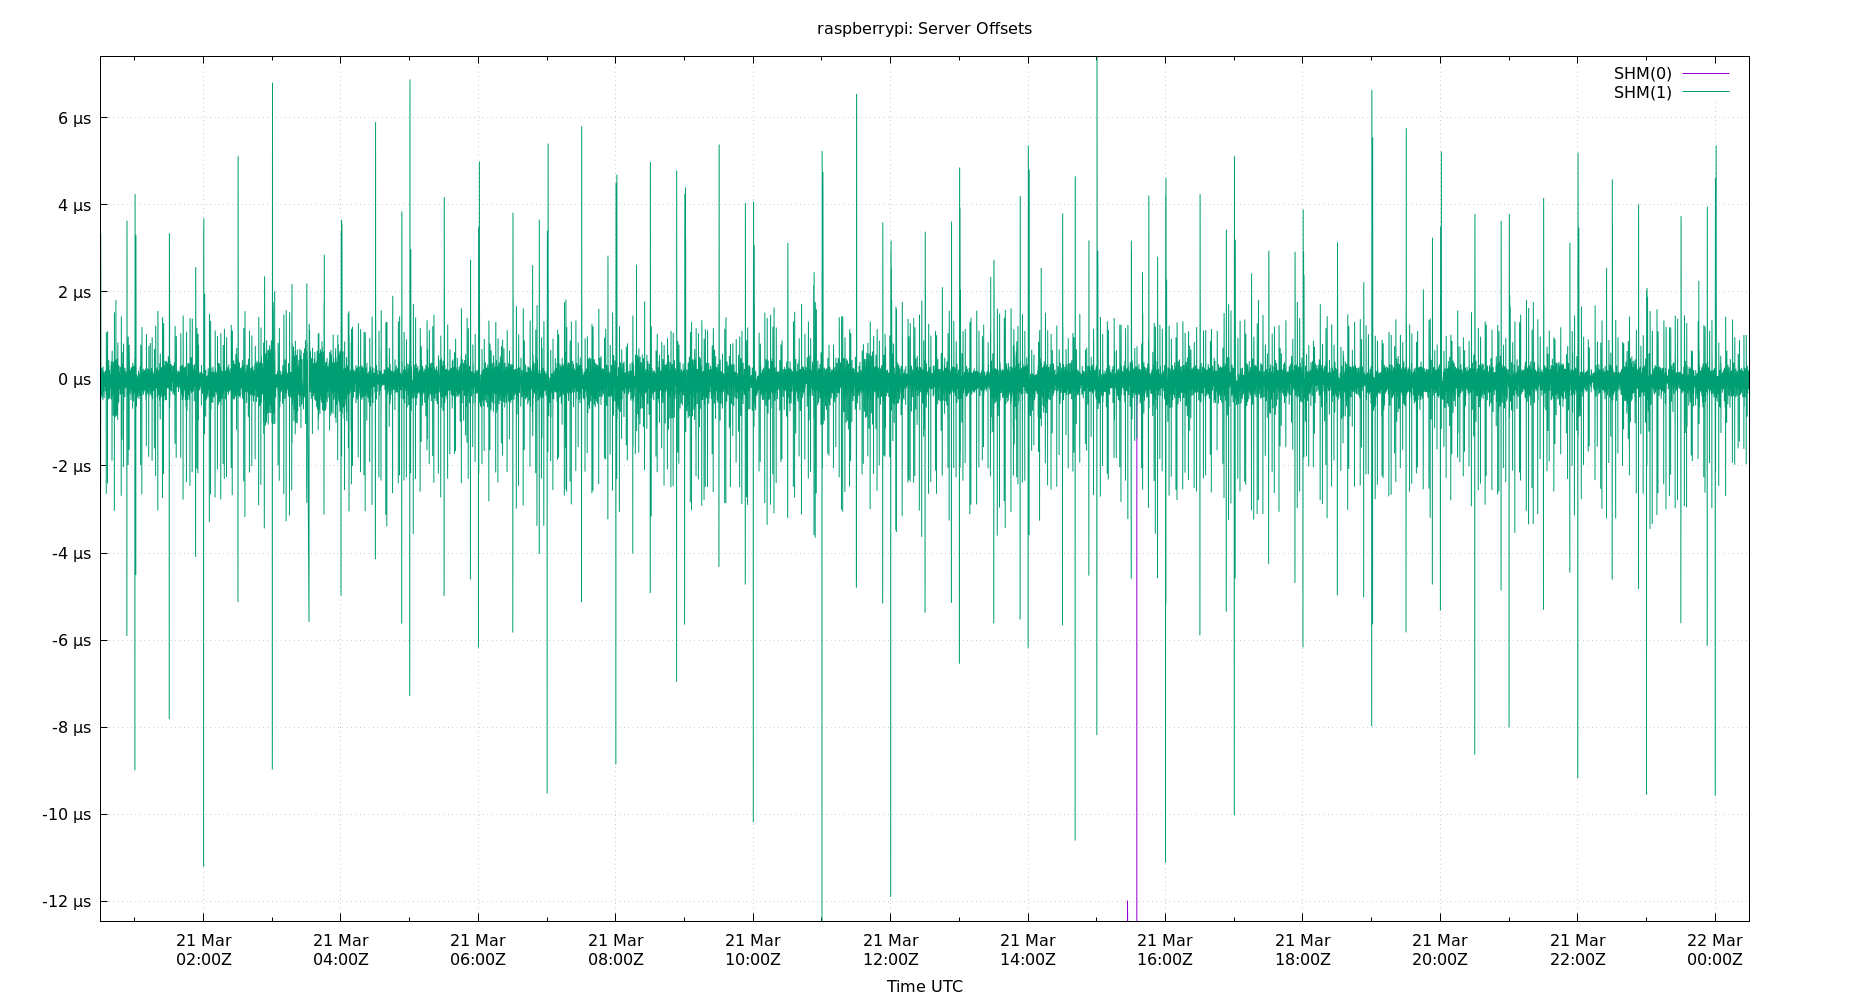 raspberrypi: Server Offsets
SHM(0)
SHM(1)
6 µs
4 µs
2 µs
0 µs
-2 µs
-4 µs
-6 µs
-8 µs
-10 µs
-12 µs
21 Mar 21 Mar 21 Mar 21 Mar 21 Mar 21 Mar 21 Mar 21 Mar 21 Mar 21 Mar 21 Mar 22 Mar
02:00Z 04:00Z 06:00Z 08:00Z 10:00Z 12:00Z 14:00Z 16:00Z 18:00Z 20:00Z 22:00Z 00:00Z
Time UTC